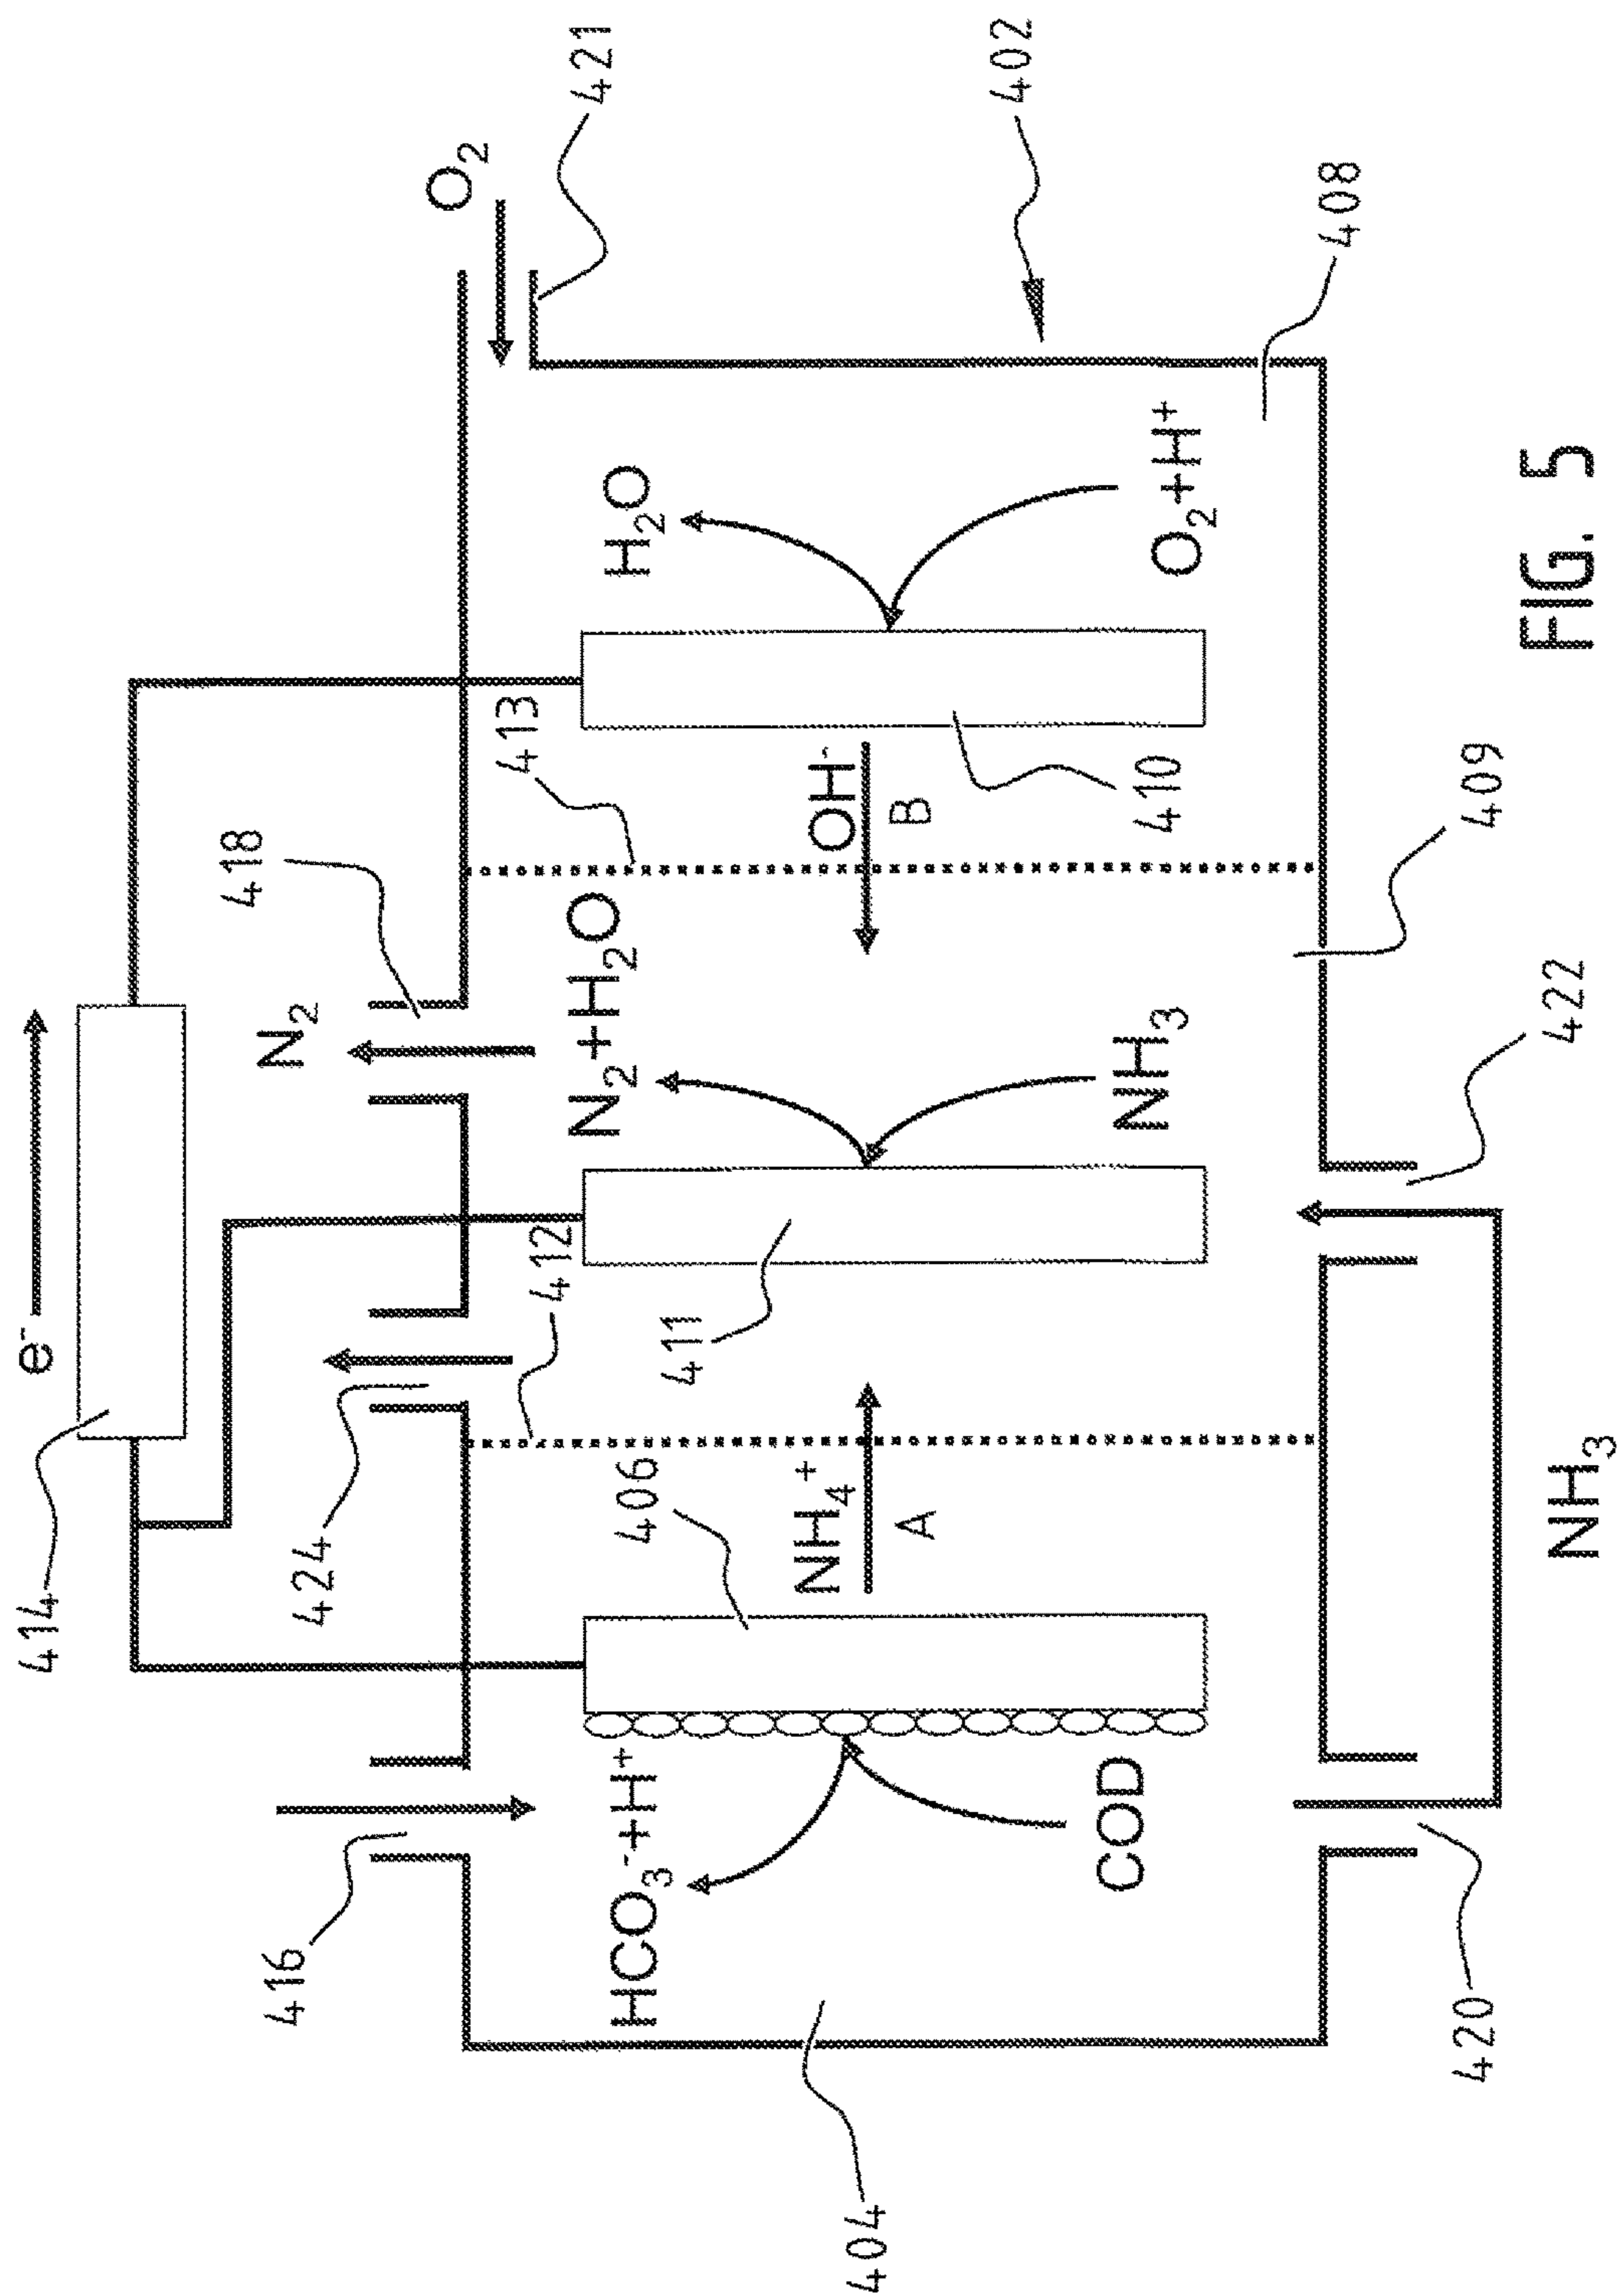 e⁻
414
418
N₂
O₂
421
424
416
413
412
402
HCO₃⁻+H⁺
406
N₂+H₂O
H₂O
NH₄⁺
A
411
OH⁻
B
COD
NH₃
410
O₂+H⁺
408
404
420
422
409
NH₃
FIG. 5